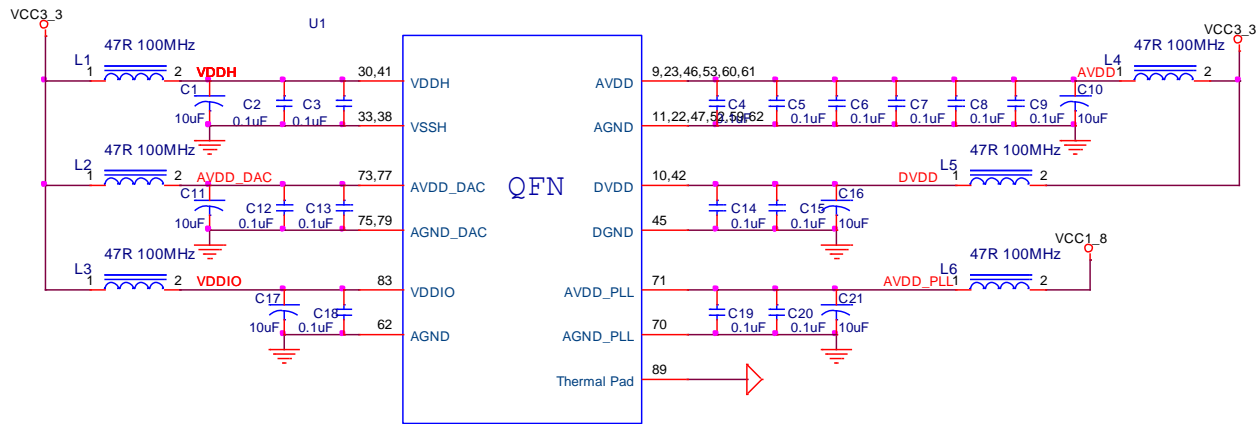 VCC3_3
U1
VCC3_3
47R 100MHz
L1
1
2
VDDH
30,41
VDDH
C1
10uF
C2
0.1uF
C3
0.1uF
33,38
VSSH
AVDD
9,23,46,53,60,61
AVDD
L4
1
2
47R 100MHz
C4
0.1uF
C5
0.1uF
C6
0.1uF
C7
0.1uF
C8
0.1uF
C9
0.1uF
C10
10uF
AGND
11,22,47,52,59,62
47R 100MHz
L2
1
2
AVDD_DAC
73,77
AVDD_DAC
C11
10uF
C12
0.1uF
C13
0.1uF
75,79
AGND_DAC
QFN
DVDD
10,42
DVDD
L5
1
2
47R 100MHz
C14
0.1uF
C15
0.1uF
C16
10uF
DGND
45
47R 100MHz
L3
1
2
VDDIO
83
VDDIO
C17
10uF
C18
0.1uF
62
AGND
AVDD_PLL
71
AVDD_PLL
L6
1
2
47R 100MHz
VCC1_8
C19
0.1uF
C20
0.1uF
C21
10uF
AGND_PLL
70
Thermal Pad
89